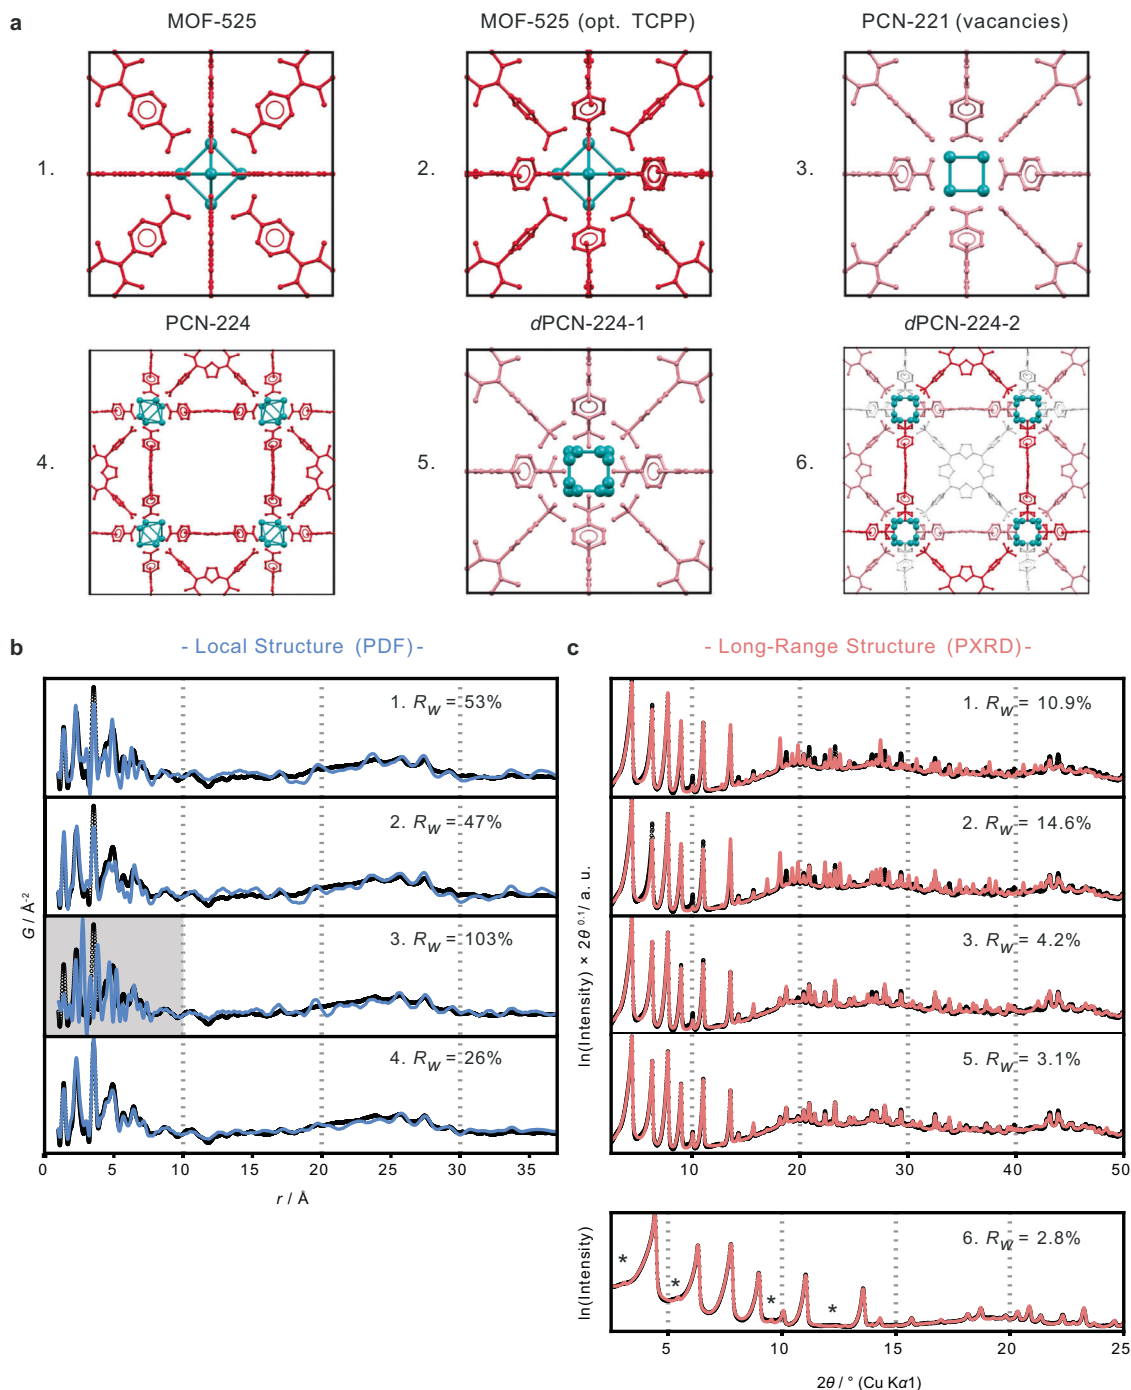 a
MOF-525
MOF-525 (opt. TCPP)
PCN-221 (vacancies)
1.
2.
3.
PCN-224
dPCN-224-1
dPCN-224-2
4.
5.
6.
b
- Local Structure (PDF) -
1. Rw = 53%
2. Rw = 47%
3. Rw = 103%
4. Rw = 26%
G / Å-2
0 5 10 15 20 25 30 35
r / Å
c
- Long-Range Structure (PXRD) -
1. Rw = 10.9%
2. Rw = 14.6%
3. Rw = 4.2%
5. Rw = 3.1%
ln(Intensity) × 2θ0.1/ a. u.
10 20 30 40 50
6. Rw = 2.8%
* * * *
ln(Intensity)
5 10 15 20 25
2θ / ° (Cu Kα1)